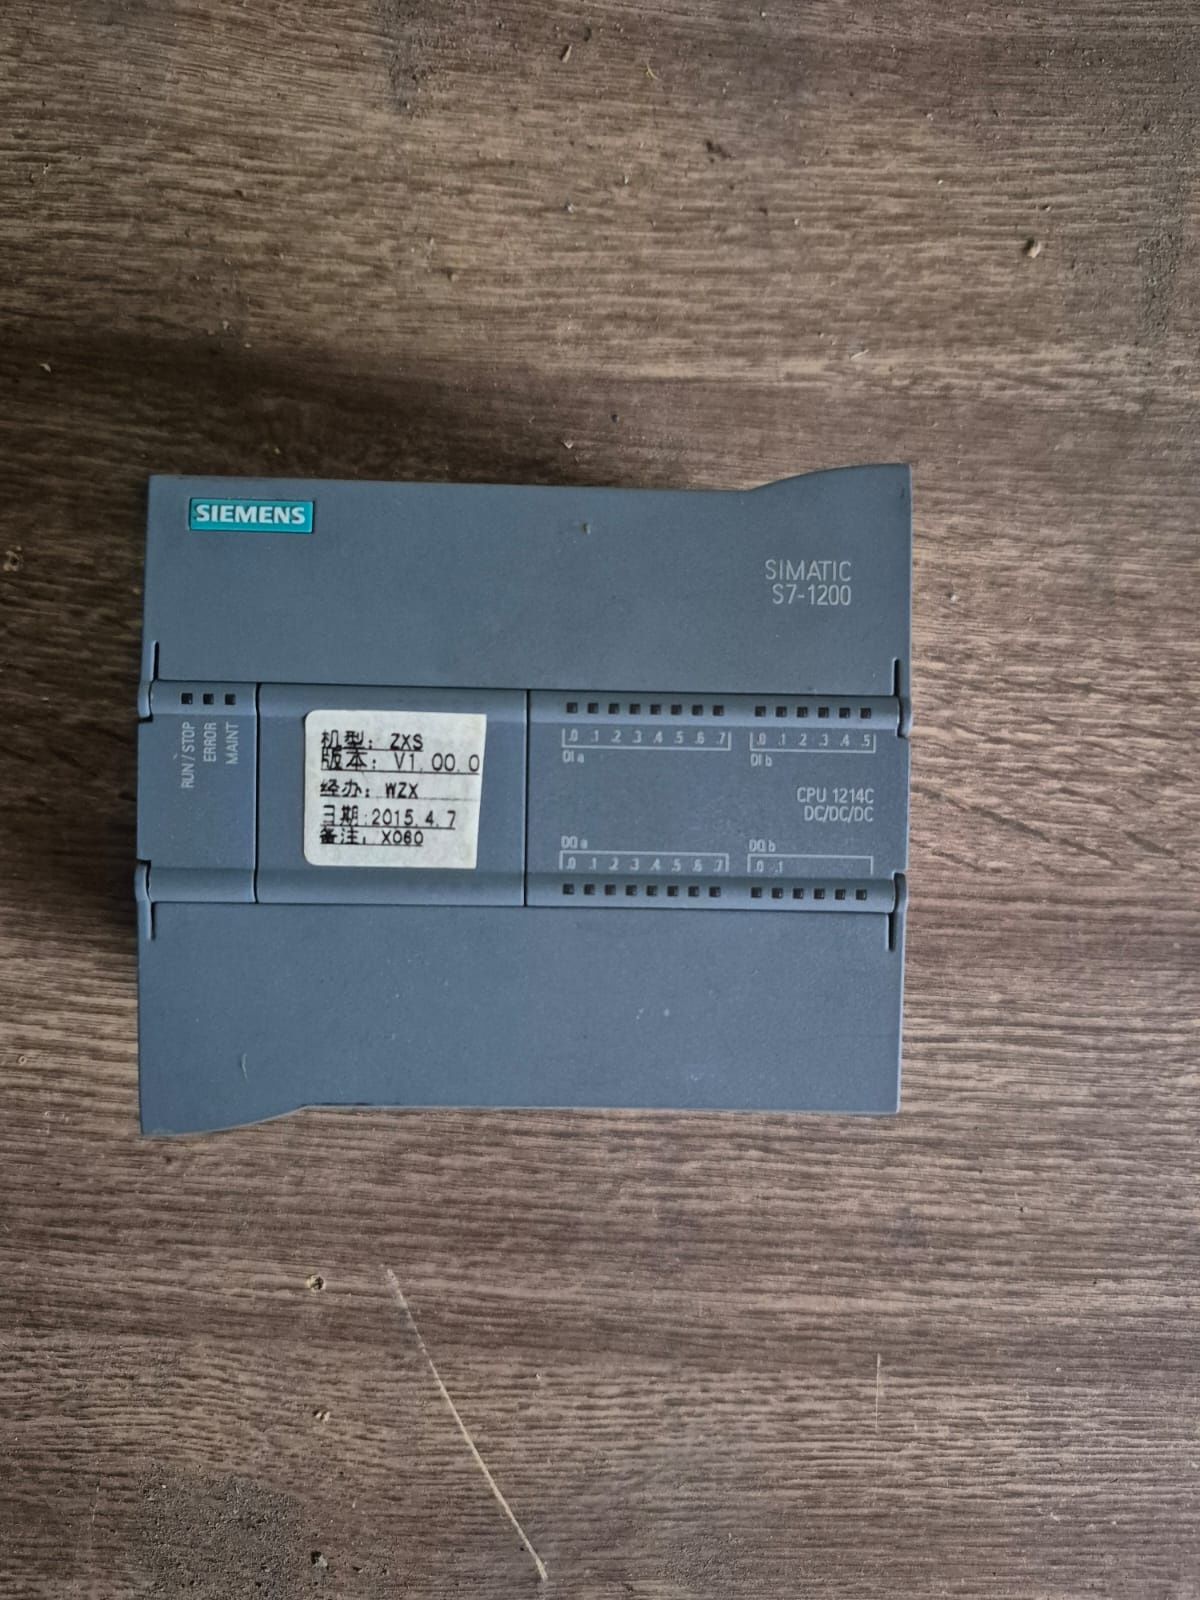 SIEMENS
SIMATIC
S7-1200
RUN / STOP
ERROR
MAINT
机型: ZXS
版本: V1.00.0
经办: WZX
日期:2015.4.7
备注: X060
.0 .1 .2 .3 .4 .5 .6 .7
DI a
.0 .1 .2 .3 .4 .5
DI b
CPU 1214C
DC/DC/DC
DQ a
.0 .1 .2 .3 .4 .5 .6 .7
DQ b
.0 .1